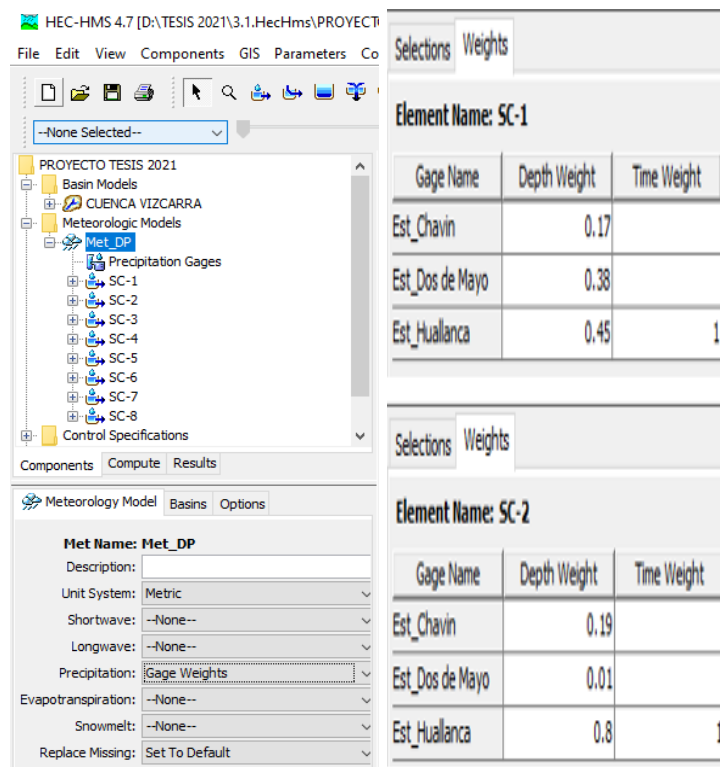 HEC-HMS 4.7 [D:\TESIS 2021\3.1.HecHms\PROYECT
File Edit View Components GIS Parameters Co
--None Selected--
PROYECTO TESIS 2021
Basin Models
CUENCA VIZCARRA
Meteorologic Models
Met_DP
Precipitation Gages
SC-1
SC-2
SC-3
SC-4
SC-5
SC-6
SC-7
SC-8
Control Specifications
Components Compute Results
Meteorology Model Basins Options
Met Name: Met_DP
Description:
Unit System: Metric
Shortwave: --None--
Longwave: --None--
Precipitation: Gage Weights
Evapotranspiration: --None--
Snowmelt: --None--
Replace Missing: Set To Default
Selections Weights
Element Name: SC-1
Gage Name Depth Weight Time Weight
Est_Chavin 0.17
Est_Dos de Mayo 0.38
Est_Huallanca 0.45 1
Selections Weights
Element Name: SC-2
Gage Name Depth Weight Time Weight
Est_Chavin 0.19
Est_Dos de Mayo 0.01
Est_Huallanca 0.8 1